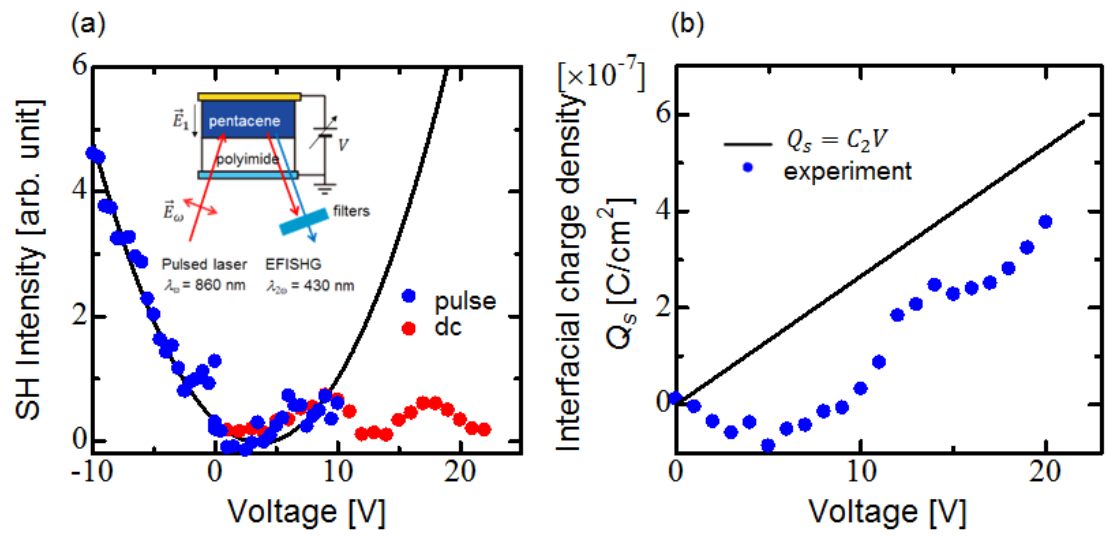 (a)
SH Intensity [arb. unit]
6
4
2
0
-10
0
10
20
Voltage [V]
E⃗₁
pentacene
polyimide
V
E⃗ω
filters
Pulsed laser
λω = 860 nm
EFISHG
λ2ω = 430 nm
pulse
dc
(b)
Interfacial charge density
Qs [C/cm²]
[×10⁻⁷]
6
4
2
0
0
10
20
Voltage [V]
Qs = C₂V
experiment